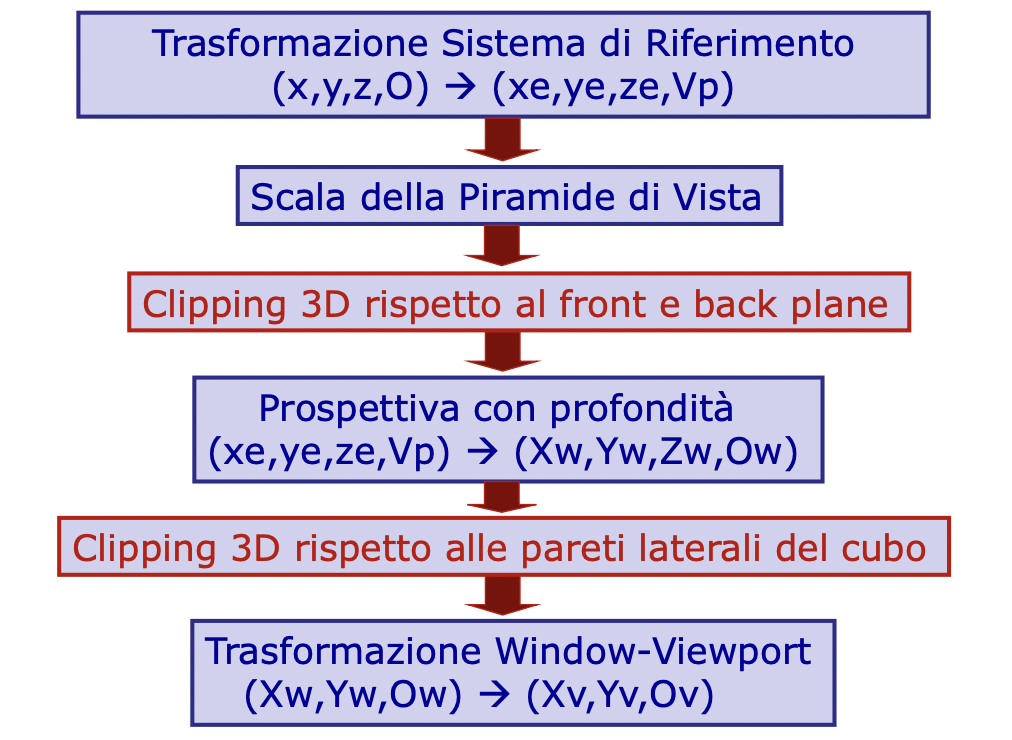 Trasformazione Sistema di Riferimento
(x,y,z,O) → (xe,ye,ze,Vp)
Scala della Piramide di Vista
Clipping 3D rispetto al front e back plane
Prospettiva con profondità
(xe,ye,ze,Vp) → (Xw,Yw,Zw,Ow)
Clipping 3D rispetto alle pareti laterali del cubo
Trasformazione Window-Viewport
(Xw,Yw,Ow) → (Xv,Yv,Ov)